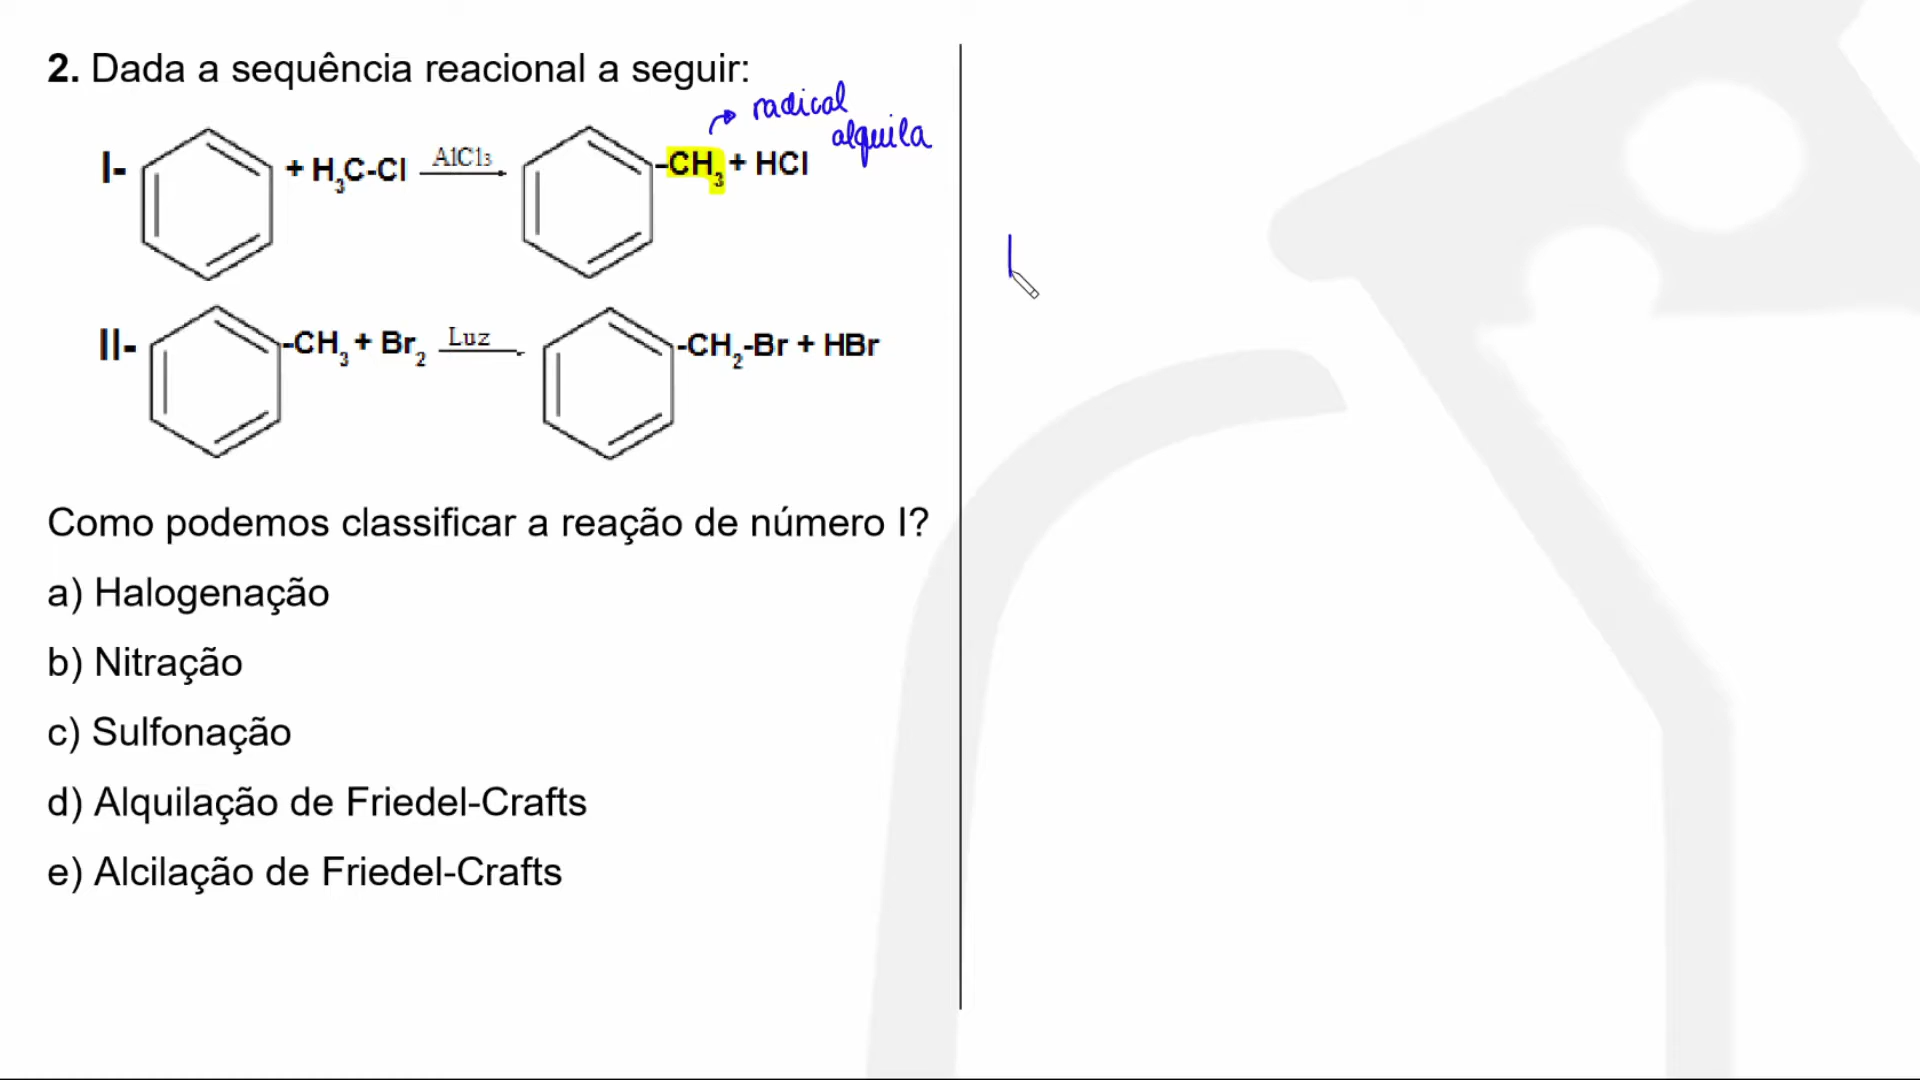 2. Dada a sequência reacional a seguir:
radical
alquila
I- + H₃C-Cl AlCl₃ -CH₃ + HCl
II- -CH₃ + Br₂ Luz -CH₂-Br + HBr
Como podemos classificar a reação de número I?
a) Halogenação
b) Nitração
c) Sulfonação
d) Alquilação de Friedel-Crafts
e) Alcilação de Friedel-Crafts